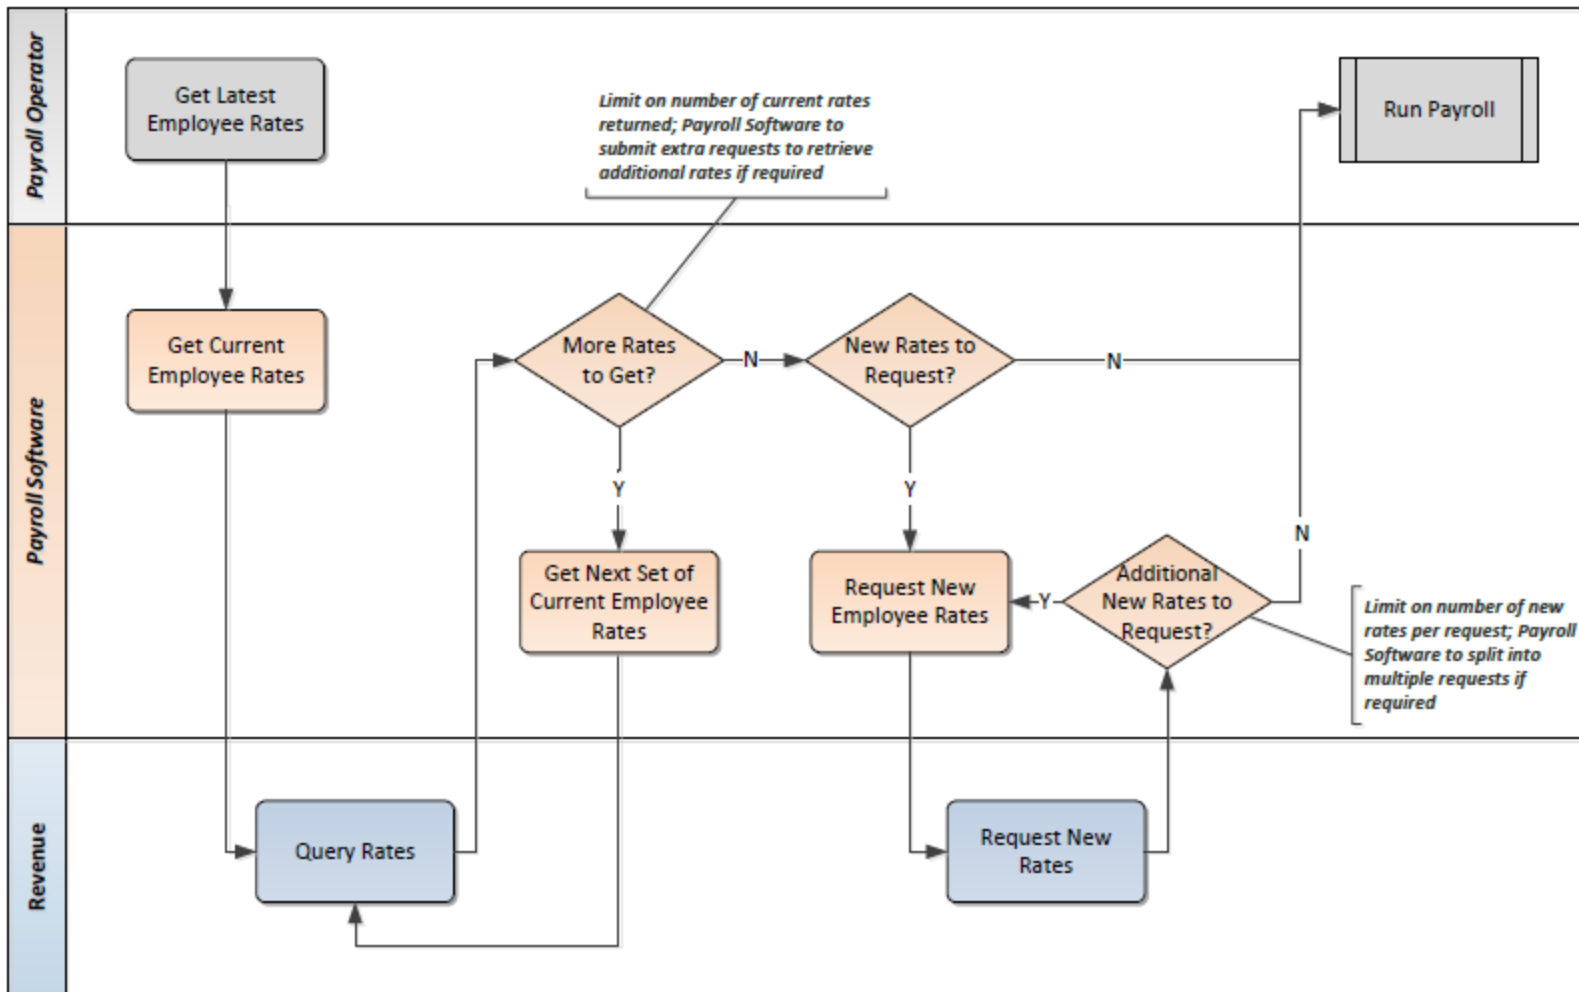 Payroll Operator
Get Latest
Employee Rates
Limit on number of current rates
returned; Payroll Software to
submit extra requests to retrieve
additional rates if required
Run Payroll
Payroll Software
Get Current
Employee Rates
More Rates
to Get?
N
New Rates to
Request?
N
Y
Y
N
Get Next Set of
Current Employee
Rates
Request New
Employee Rates
Y
Additional
New Rates to
Request?
Limit on number of new
rates per request; Payroll
Software to split into
multiple requests if
required
Revenue
Query Rates
Request New
Rates